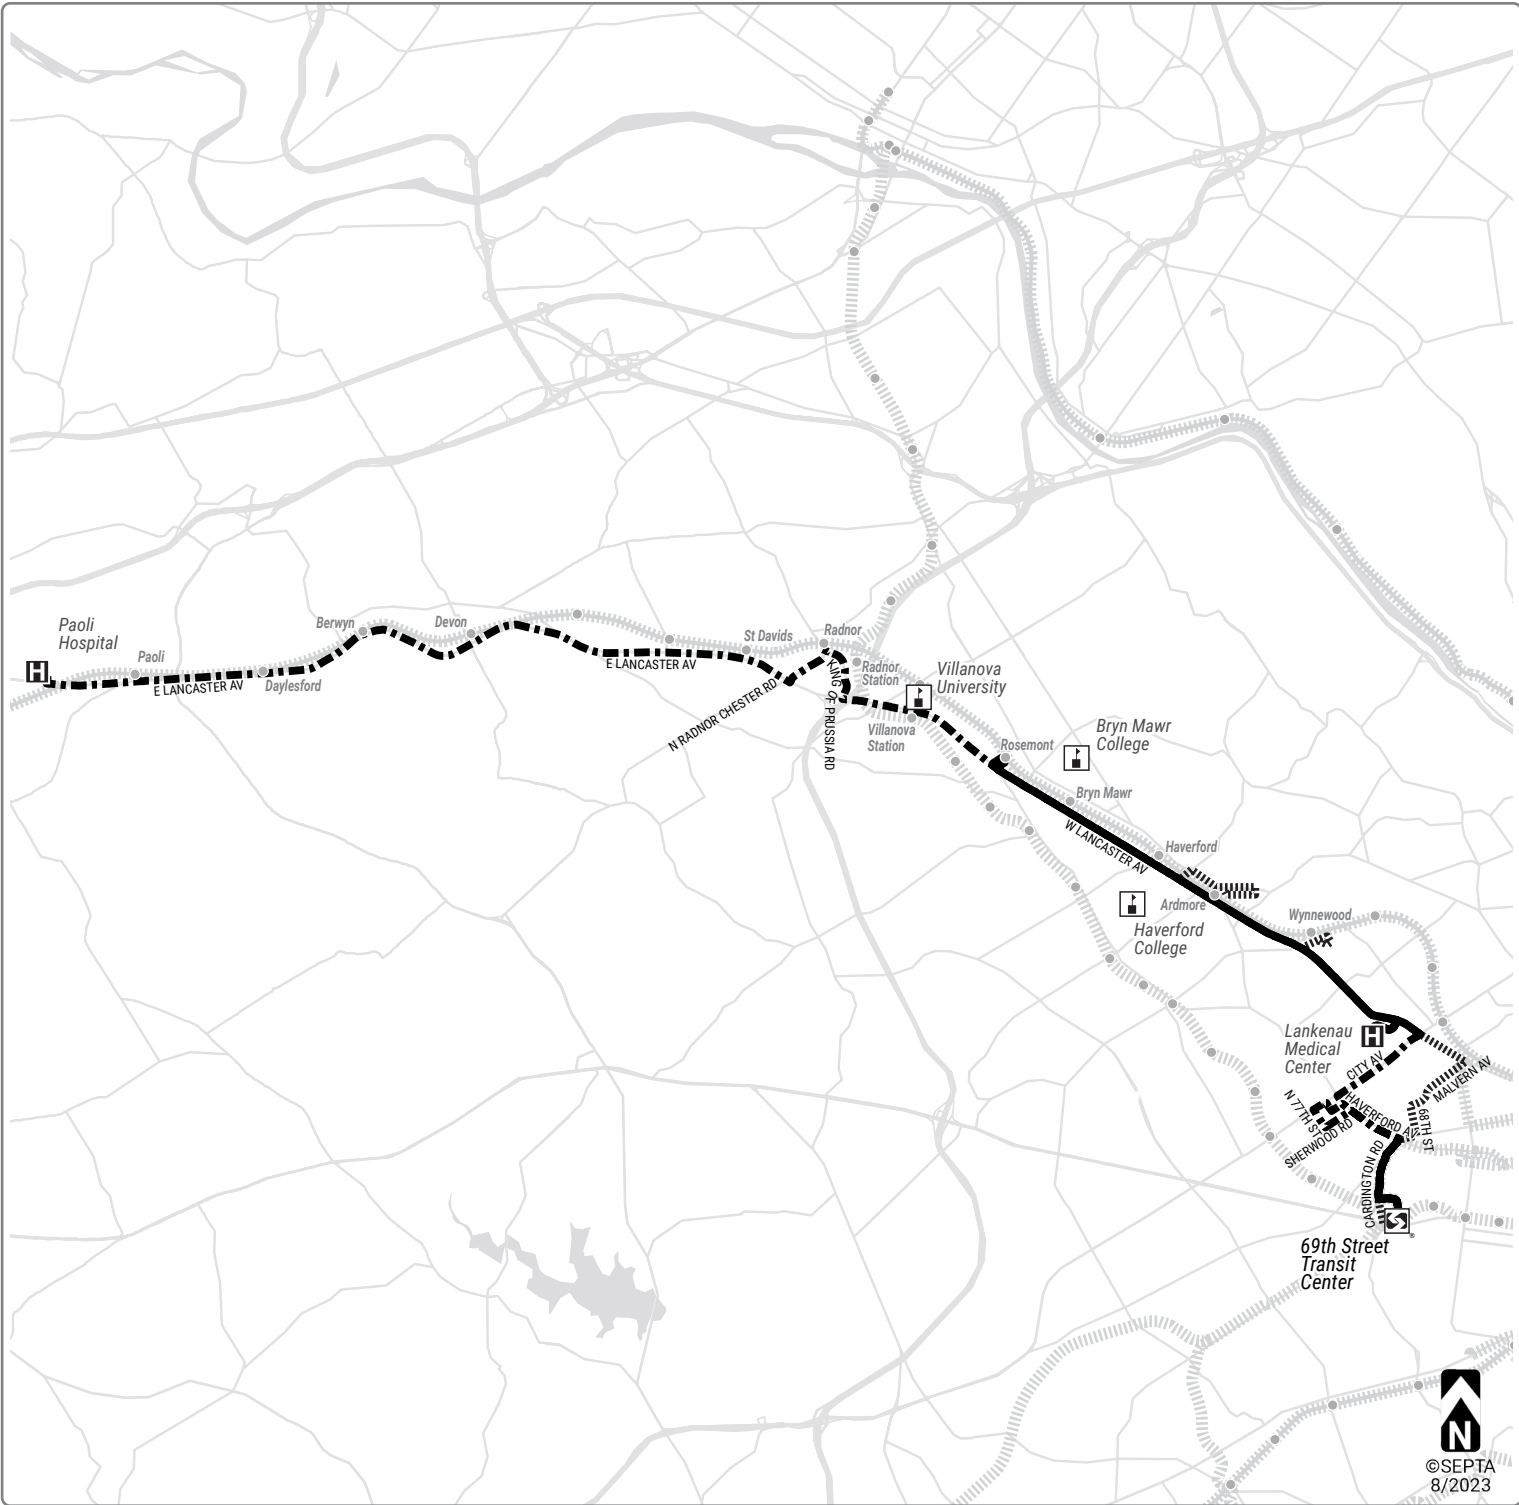 Paoli
Hospital
H
Paoli
E LANCASTER AV
Daylesford
Berwyn
Devon
E LANCASTER AV
St Davids
N RADNOR CHESTER RD
Radnor
KING OF PRUSSIA RD
Radnor
Station
Villanova
University
Villanova
Station
Rosemont
Bryn Mawr
College
Bryn Mawr
W LANCASTER AV
Haverford
Ardmore
Haverford
College
Wynnewood
Lankenau
Medical
Center
H
CITY AV
MALVERN AV
N 77TH ST
HAVERFORD AV
68TH ST
SHERWOOD RD
CARDINGTON RD
S
®
69th Street
Transit
Center
N
©SEPTA
8/2023